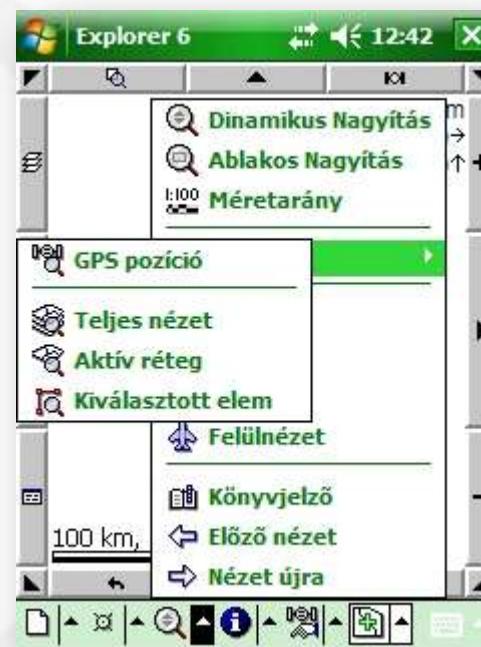 Explorer 6 12:42
m
Dinamikus Nagyítás
Ablakos Nagyítás
1:100 Méretarány
GPS pozíció
Teljes nézet
Aktív réteg
Kiválasztott elem
Felülnézet
Könyvjelző
100 km,
Előző nézet
Nézet újra